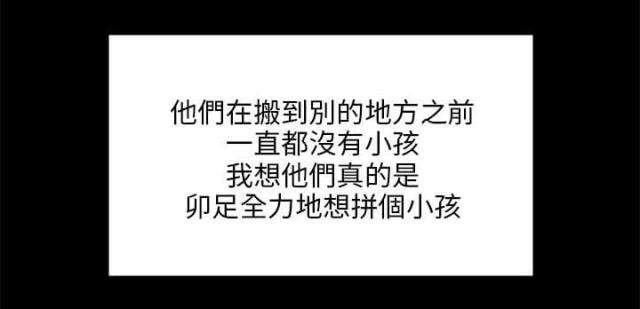 他們在搬到別的地方之前
一直都沒有小孩
我想他們真的是
卯足全力地想拼個小孩